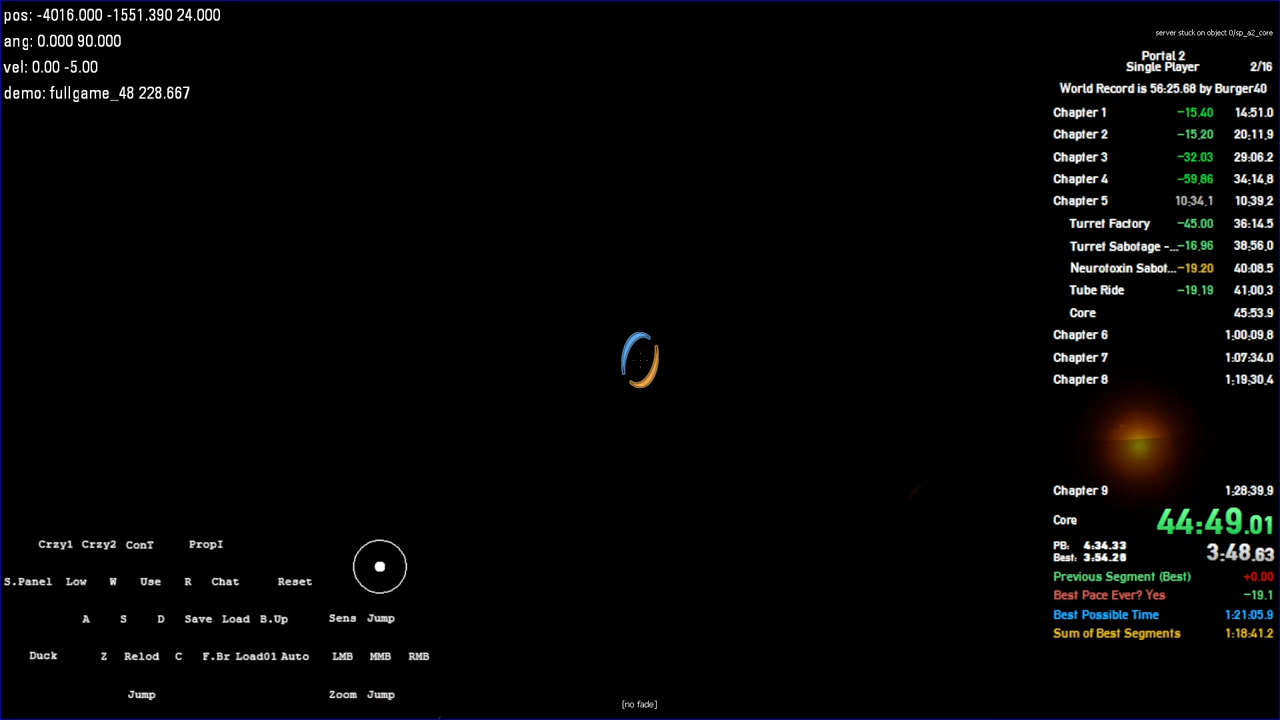 pos: -4016.000 -1551.390 24.000
ang: 0.000 90.000
vel: 0.00 -5.00
demo: fullgame_48 228.667
server stuck on object 0/sp_a2_core
Portal 2
Single Player 2/16
World Record is 56:25.68 by Burger40
Chapter 1 −15.40 14:51.0
Chapter 2 −15.20 20:11.9
Chapter 3 −32.03 29:06.2
Chapter 4 −59.86 34:14.8
Chapter 5 10:34.1 10:39.2
Turret Factory −45.00 36:14.5
Turret Sabotage -... −16.96 38:56.0
Neurotoxin Sabot... −19.20 40:08.5
Tube Ride −19.19 41:00.3
Core 45:53.9
Chapter 6 1:00:09.8
Chapter 7 1:07:34.0
Chapter 8 1:19:30.4
Chapter 9 1:28:39.9
Core 44:49.01
PB: 4:34.33
Best: 3:54.26 3:48.63
Previous Segment (Best) +0.00
Best Pace Ever? Yes −19.1
Best Possible Time 1:21:05.9
Sum of Best Segments 1:18:41.2
Crzy1 Crzy2 ConT PropI
S.Panel Low W Use R Chat Reset
A S D Save Load B.Up Sens Jump
Duck Z Relod C F.Br Load01 Auto LMB MMB RMB
Jump Zoom Jump
[no fade]